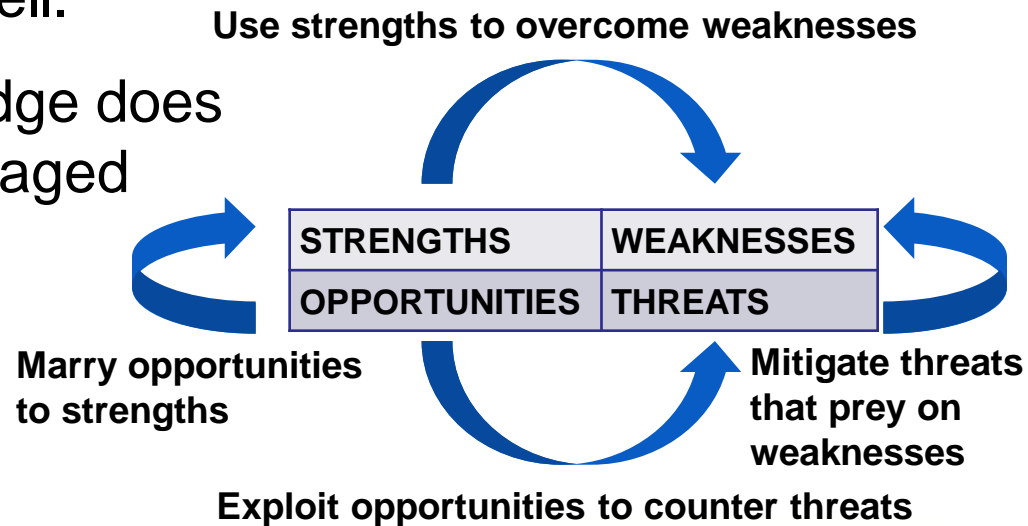 ell.
Use strengths to overcome weaknesses
dge does
aged
STRENGTHS WEAKNESSES
OPPORTUNITIES THREATS
Marry opportunities
to strengths
Mitigate threats
that prey on
weaknesses
Exploit opportunities to counter threats